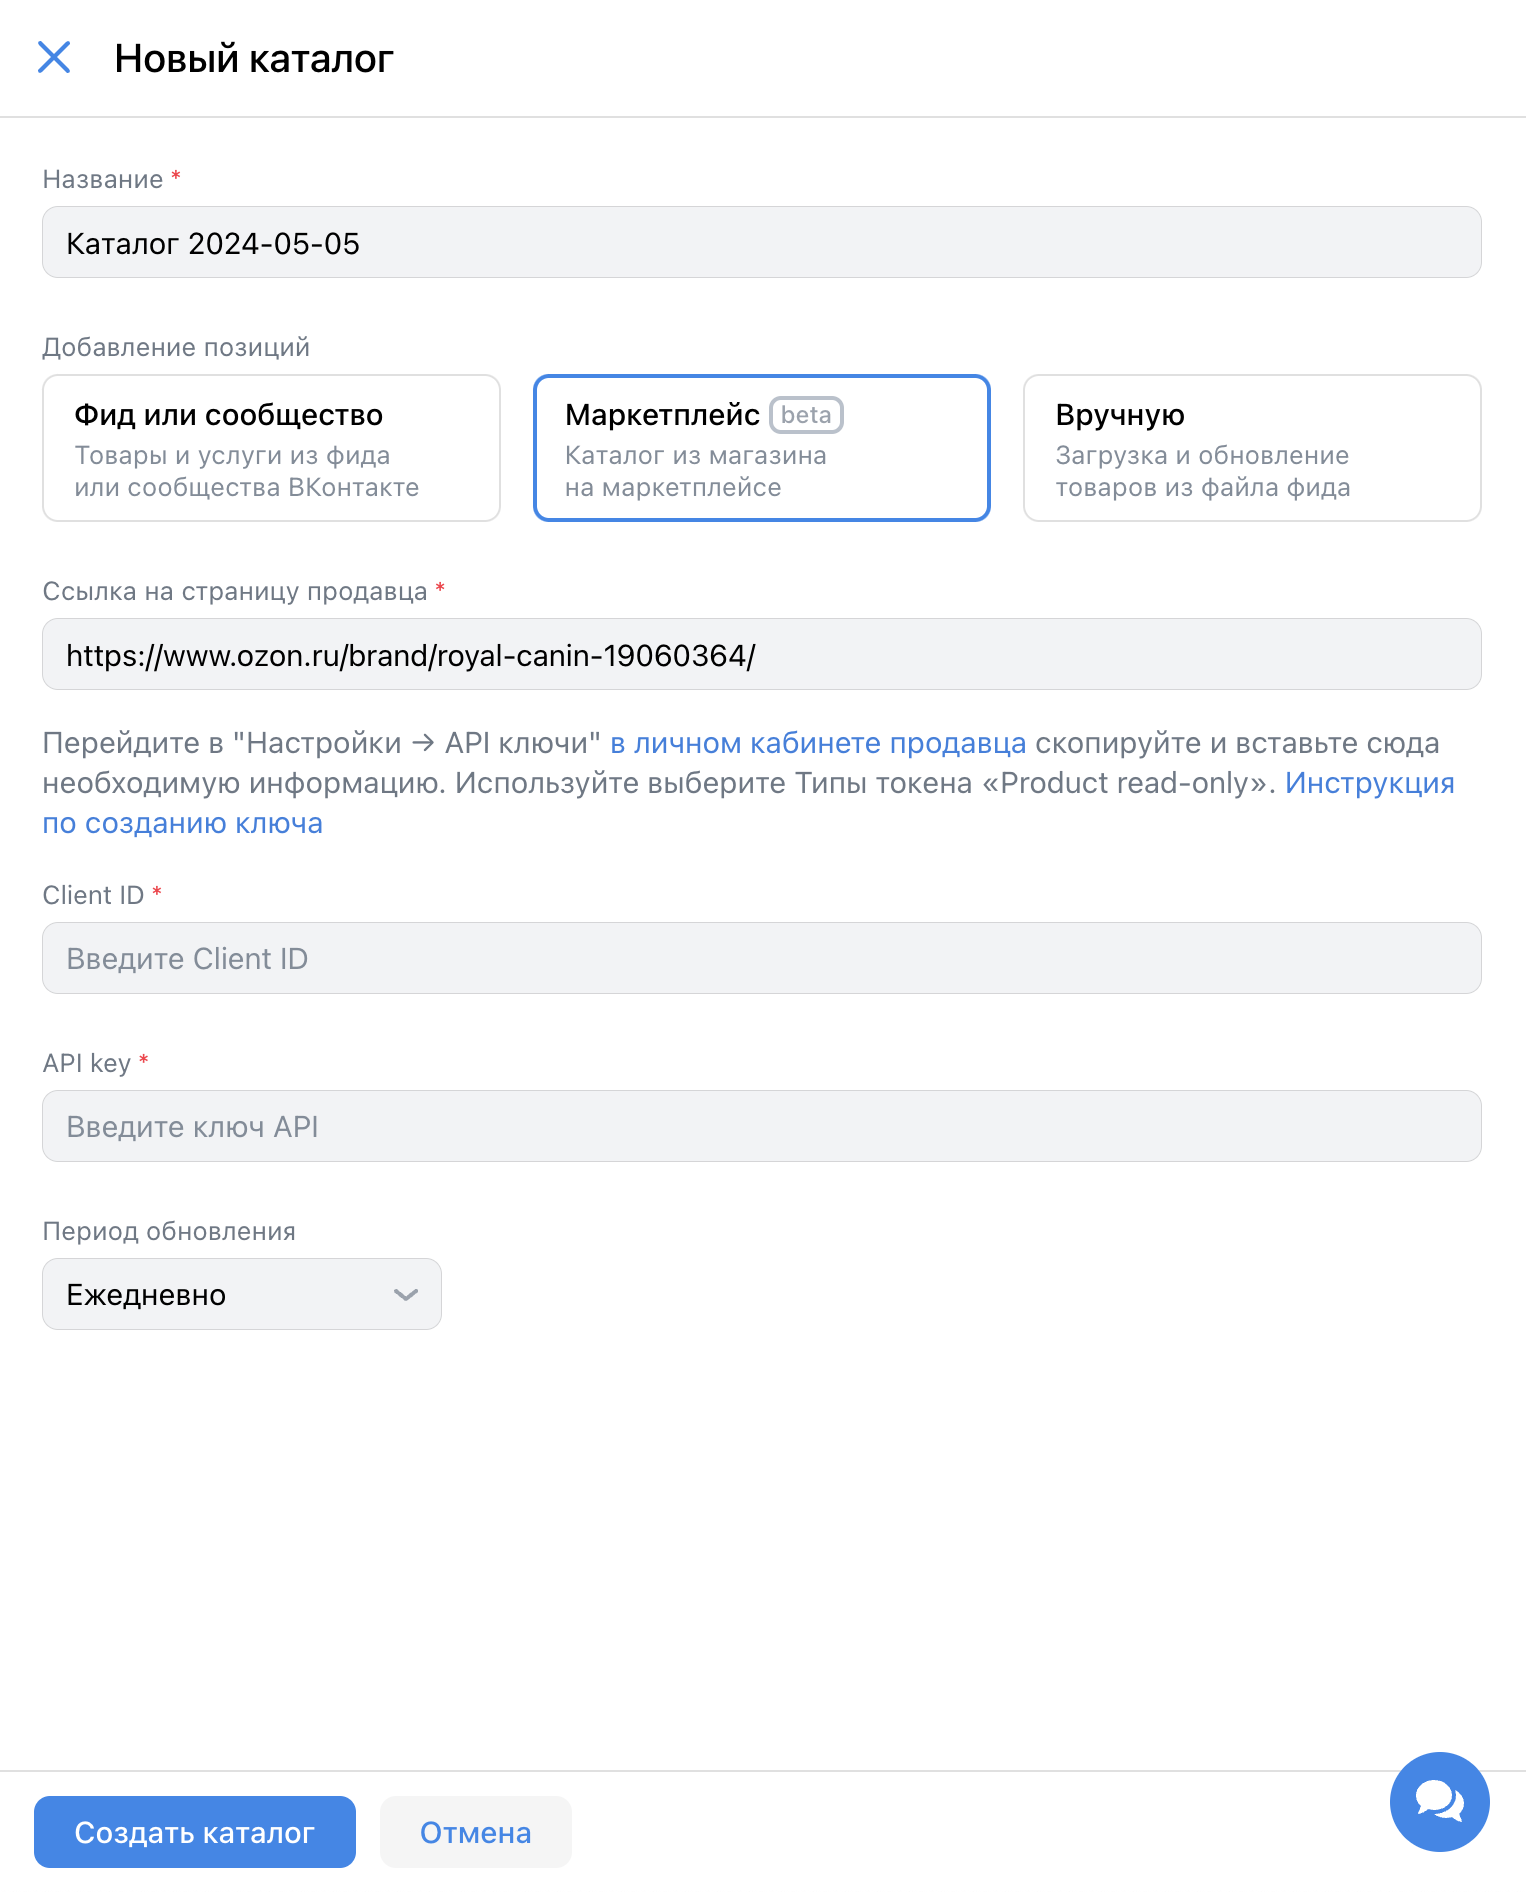 Новый каталог
Название *
Каталог 2024-05-05
Добавление позиций
Фид или сообщество
Товары и услуги из фида
или сообщества ВКонтакте
Маркетплейс beta
Каталог из магазина
на маркетплейсе
Вручную
Загрузка и обновление
товаров из файла фида
Ссылка на страницу продавца *
https://www.ozon.ru/brand/royal-canin-19060364/
Перейдите в "Настройки → API ключи" в личном кабинете продавца скопируйте и вставьте сюда
необходимую информацию. Используйте выберите Типы токена «Product read-only». Инструкция
по созданию ключа
Client ID *
Введите Client ID
API key *
Введите ключ API
Период обновления
Ежедневно
Создать каталог
Отмена